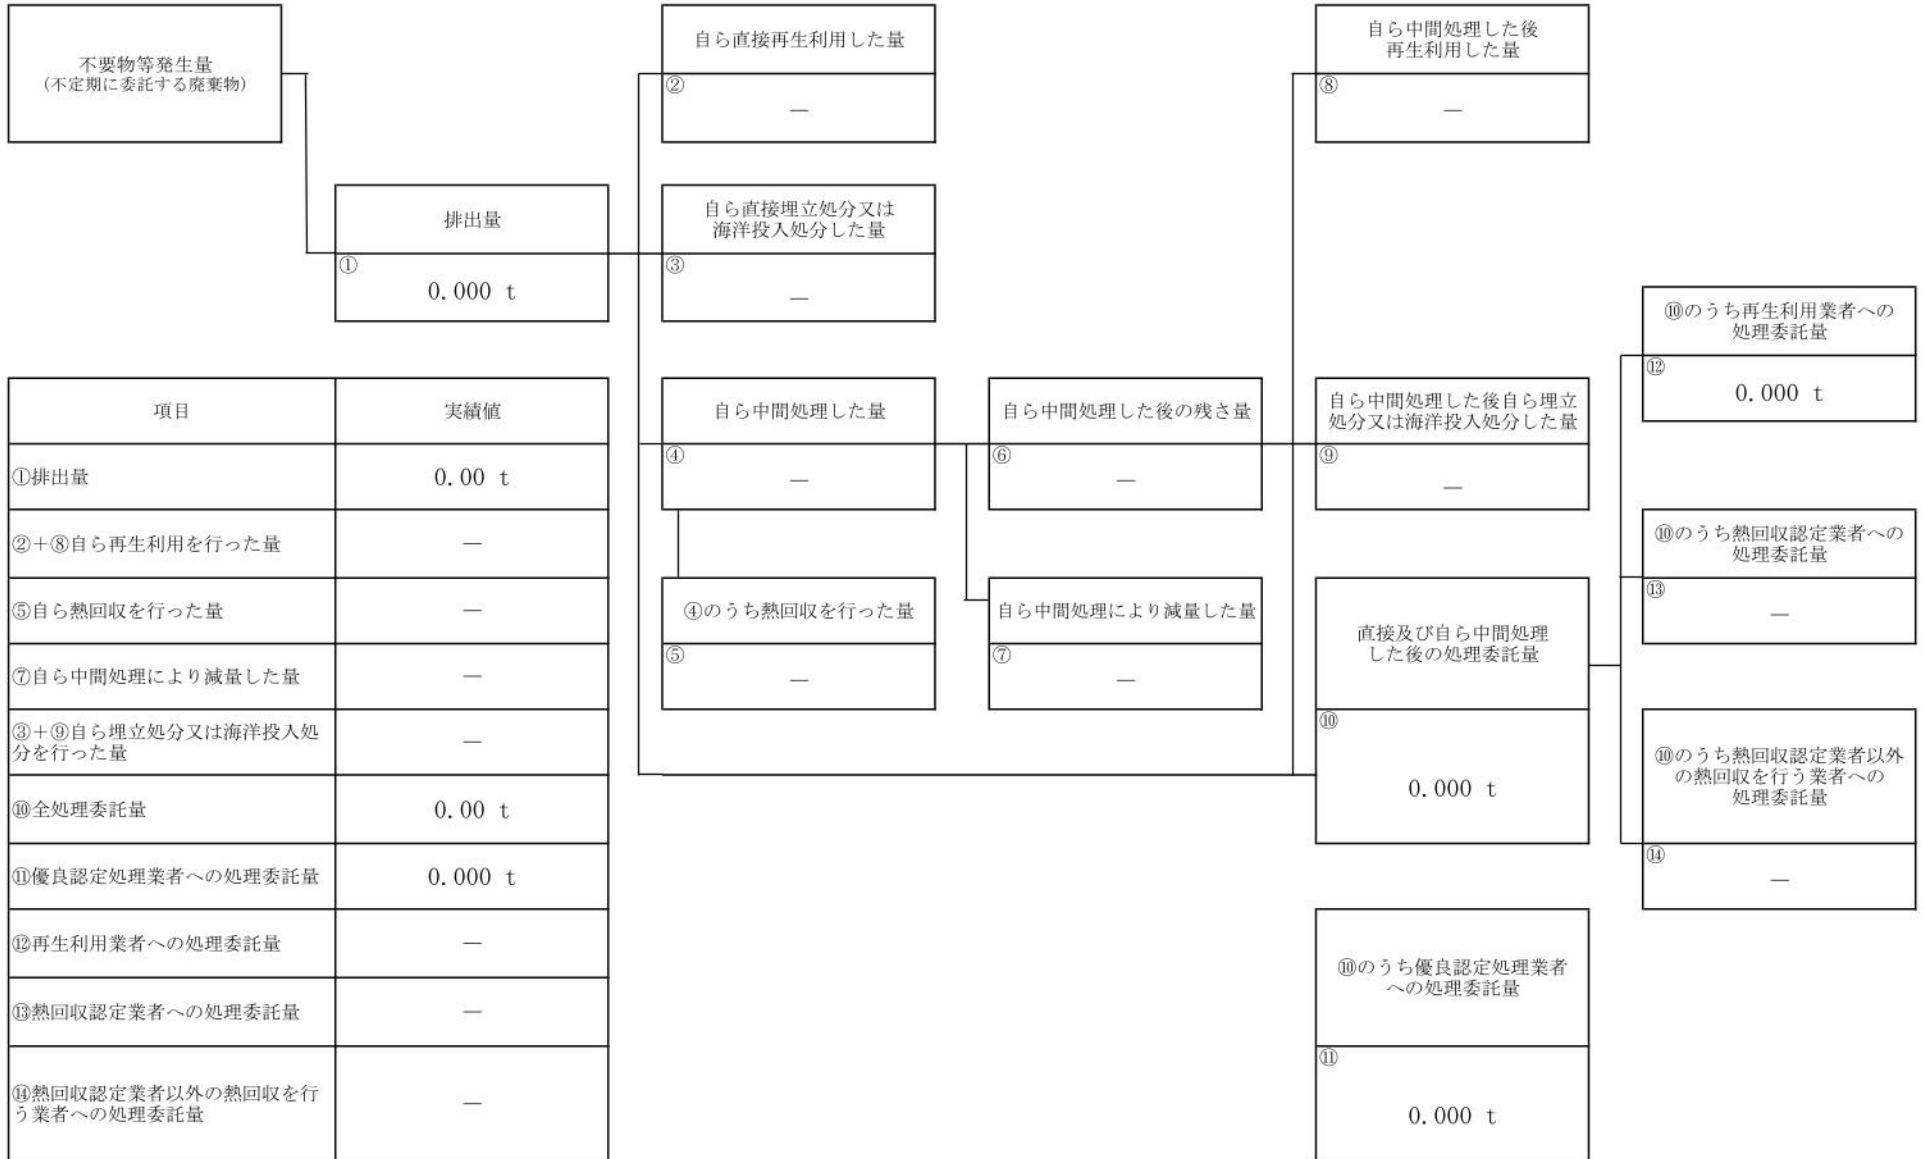 不要物等発生量
(不定期に委託する廃棄物)
自ら直接再生利用した量
②
—
自ら中間処理した後
再生利用した量
⑧
—
排出量
①
0.000 t
自ら直接埋立処分又は
海洋投入処分した量
③
—
⑩のうち再生利用業者への
処理委託量
⑫
0.000 t
項目 実績値
①排出量 0.00 t
②+⑧自ら再生利用を行った量 —
⑤自ら熱回収を行った量 —
⑦自ら中間処理により減量した量 —
③+⑨自ら埋立処分又は海洋投入処
分を行った量 —
⑩全処理委託量 0.00 t
⑪優良認定処理業者への処理委託量 0.000 t
⑫再生利用業者への処理委託量 —
⑬熱回収認定業者への処理委託量 —
⑭熱回収認定業者以外の熱回収を行
う業者への処理委託量 —
自ら中間処理した量
④
—
自ら中間処理した後の残さ量
⑥
—
自ら中間処理した後自ら埋立
処分又は海洋投入処分した量
⑨
—
⑩のうち熱回収認定業者への
処理委託量
⑬
—
④のうち熱回収を行った量
⑤
—
自ら中間処理により減量した量
⑦
—
直接及び自ら中間処理
した後の処理委託量
⑩
0.000 t
⑩のうち熱回収認定業者以外
の熱回収を行う業者への
処理委託量
⑭
—
⑩のうち優良認定処理業者
への処理委託量
⑪
0.000 t